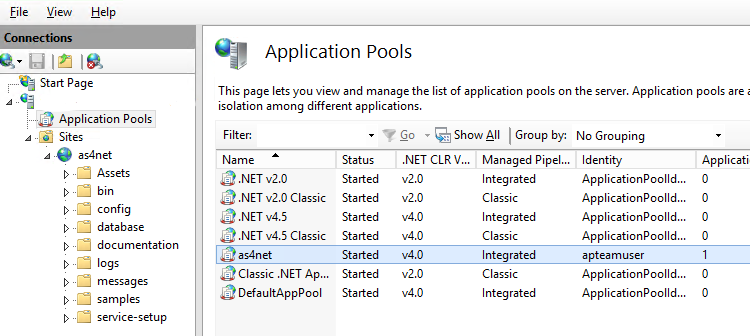 File View Help
Connections
Start Page
Application Pools
Sites
as4net
Assets
bin
config
database
documentation
logs
messages
samples
service-setup
Application Pools
This page lets you view and manage the list of application pools on the server. Application pools are a
isolation among different applications.
Filter: Go Show All Group by: No Grouping
Name Status .NET CLR V... Managed Pipel... Identity Applicatio
.NET v2.0 Started v2.0 Integrated ApplicationPoolId... 0
.NET v2.0 Classic Started v2.0 Classic ApplicationPoolId... 0
.NET v4.5 Started v4.0 Integrated ApplicationPoolId... 0
.NET v4.5 Classic Started v4.0 Classic ApplicationPoolId... 0
as4net Started v4.0 Integrated apteamuser 1
Classic .NET Ap... Started v2.0 Classic ApplicationPoolId... 0
DefaultAppPool Started v4.0 Integrated ApplicationPoolId... 0